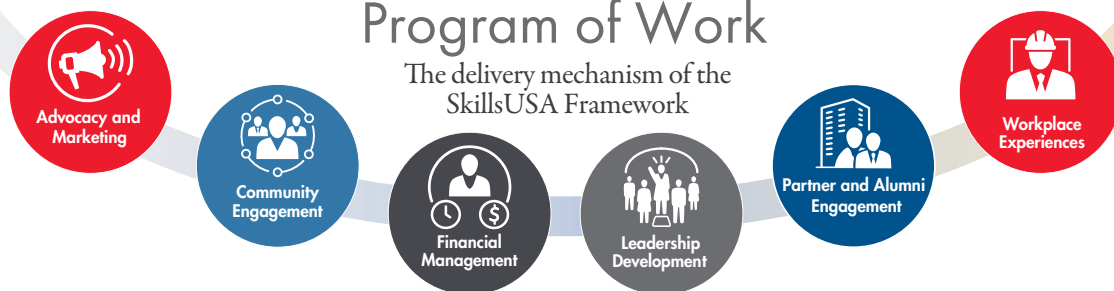 Program of Work
The delivery mechanism of the
SkillsUSA Framework
Advocacy and
Marketing
Community
Engagement
Financial
Management
$
Leadership
Development
Partner and Alumni
Engagement
Workplace
Experiences